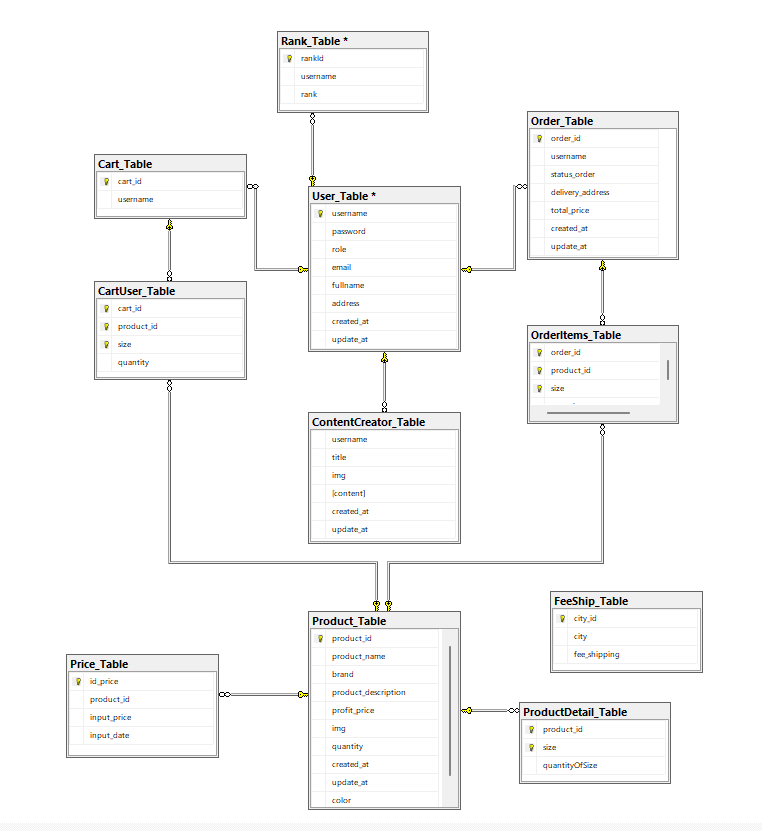 Rank_Table *
rankId
username
rank
Order_Table
order_id
username
status_order
delivery_address
total_price
created_at
update_at
Cart_Table
cart_id
username
User_Table *
username
password
role
email
fullname
address
created_at
update_at
CartUser_Table
cart_id
product_id
size
quantity
OrderItems_Table
order_id
product_id
size
ContentCreator_Table
username
title
img
[content]
created_at
update_at
FeeShip_Table
city_id
city
fee_shipping
Product_Table
product_id
product_name
brand
product_description
profit_price
img
quantity
created_at
update_at
color
Price_Table
id_price
product_id
input_price
input_date
ProductDetail_Table
product_id
size
quantityOfSize